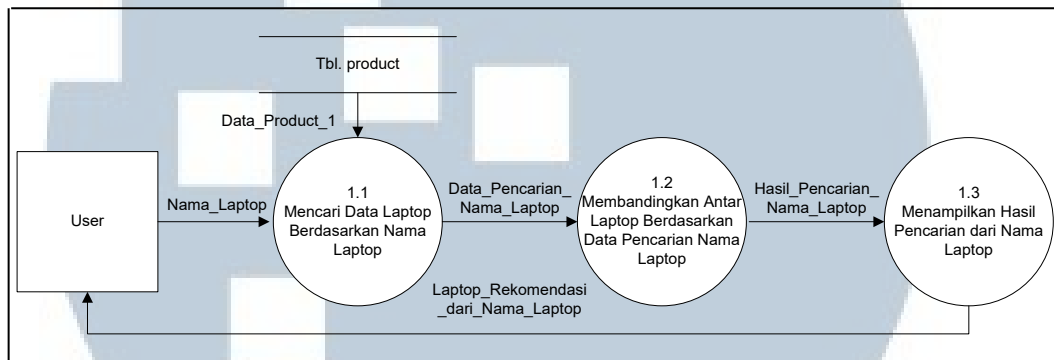 Tbl. product
Data_Product_1
User
Nama_Laptop
1.1
Mencari Data Laptop
Berdasarkan Nama
Laptop
Data_Pencarian_
Nama_Laptop
1.2
Membandingkan Antar
Laptop Berdasarkan
Data Pencarian Nama
Laptop
Hasil_Pencarian_
Nama_Laptop
1.3
Menampilkan Hasil
Pencarian dari Nama
Laptop
Laptop_Rekomendasi
_dari_Nama_Laptop